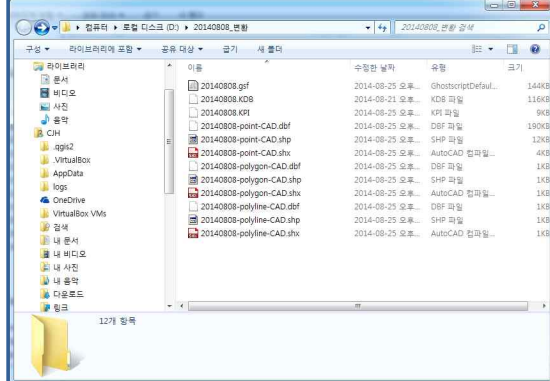 컴퓨터 ▸ 로컬 디스크 (D:) ▸ 20140808_변환
20140808_변환 검색
구성 ▾ 라이브러리에 포함 ▾ 공유 대상 ▾ 굽기 새 폴더
이름 수정한 날짜 유형 크기
라이브러리
문서
비디오
사진
음악
CJH
.qgis2
.VirtualBox
AppData
logs
OneDrive
VirtualBox VMs
검색
내 문서
내 비디오
내 사진
내 음악
다운로드
링크
20140808.gsf 2014-08-25 오후... GhostscriptDefaul... 144KB
20140808.KDB 2014-08-21 오후... KDB 파일 116KB
20140808.KPI 2014-08-25 오후... KPI 파일 9KB
20140808-point-CAD.dbf 2014-08-25 오후... DBF 파일 190KB
20140808-point-CAD.shp 2014-08-25 오후... SHP 파일 12KB
20140808-point-CAD.shx 2014-08-25 오후... AutoCAD 컴파일... 4KB
20140808-polygon-CAD.dbf 2014-08-25 오후... DBF 파일 1KB
20140808-polygon-CAD.shp 2014-08-25 오후... SHP 파일 1KB
20140808-polygon-CAD.shx 2014-08-25 오후... AutoCAD 컴파일... 1KB
20140808-polyline-CAD.dbf 2014-08-25 오후... DBF 파일 1KB
20140808-polyline-CAD.shp 2014-08-25 오후... SHP 파일 1KB
20140808-polyline-CAD.shx 2014-08-25 오후... AutoCAD 컴파일... 1KB
12개 항목